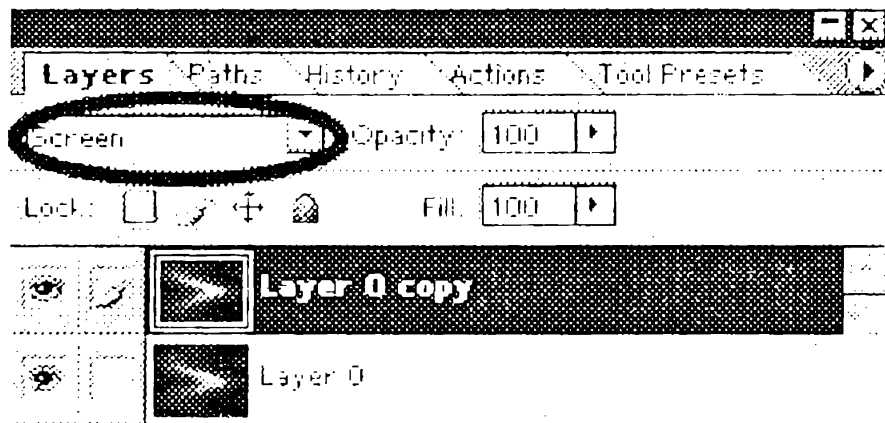 Layers Paths History Actions Tool Presets
Screen Opacity: 100
Lock: Fill: 100
Layer 0 copy
Layer 0